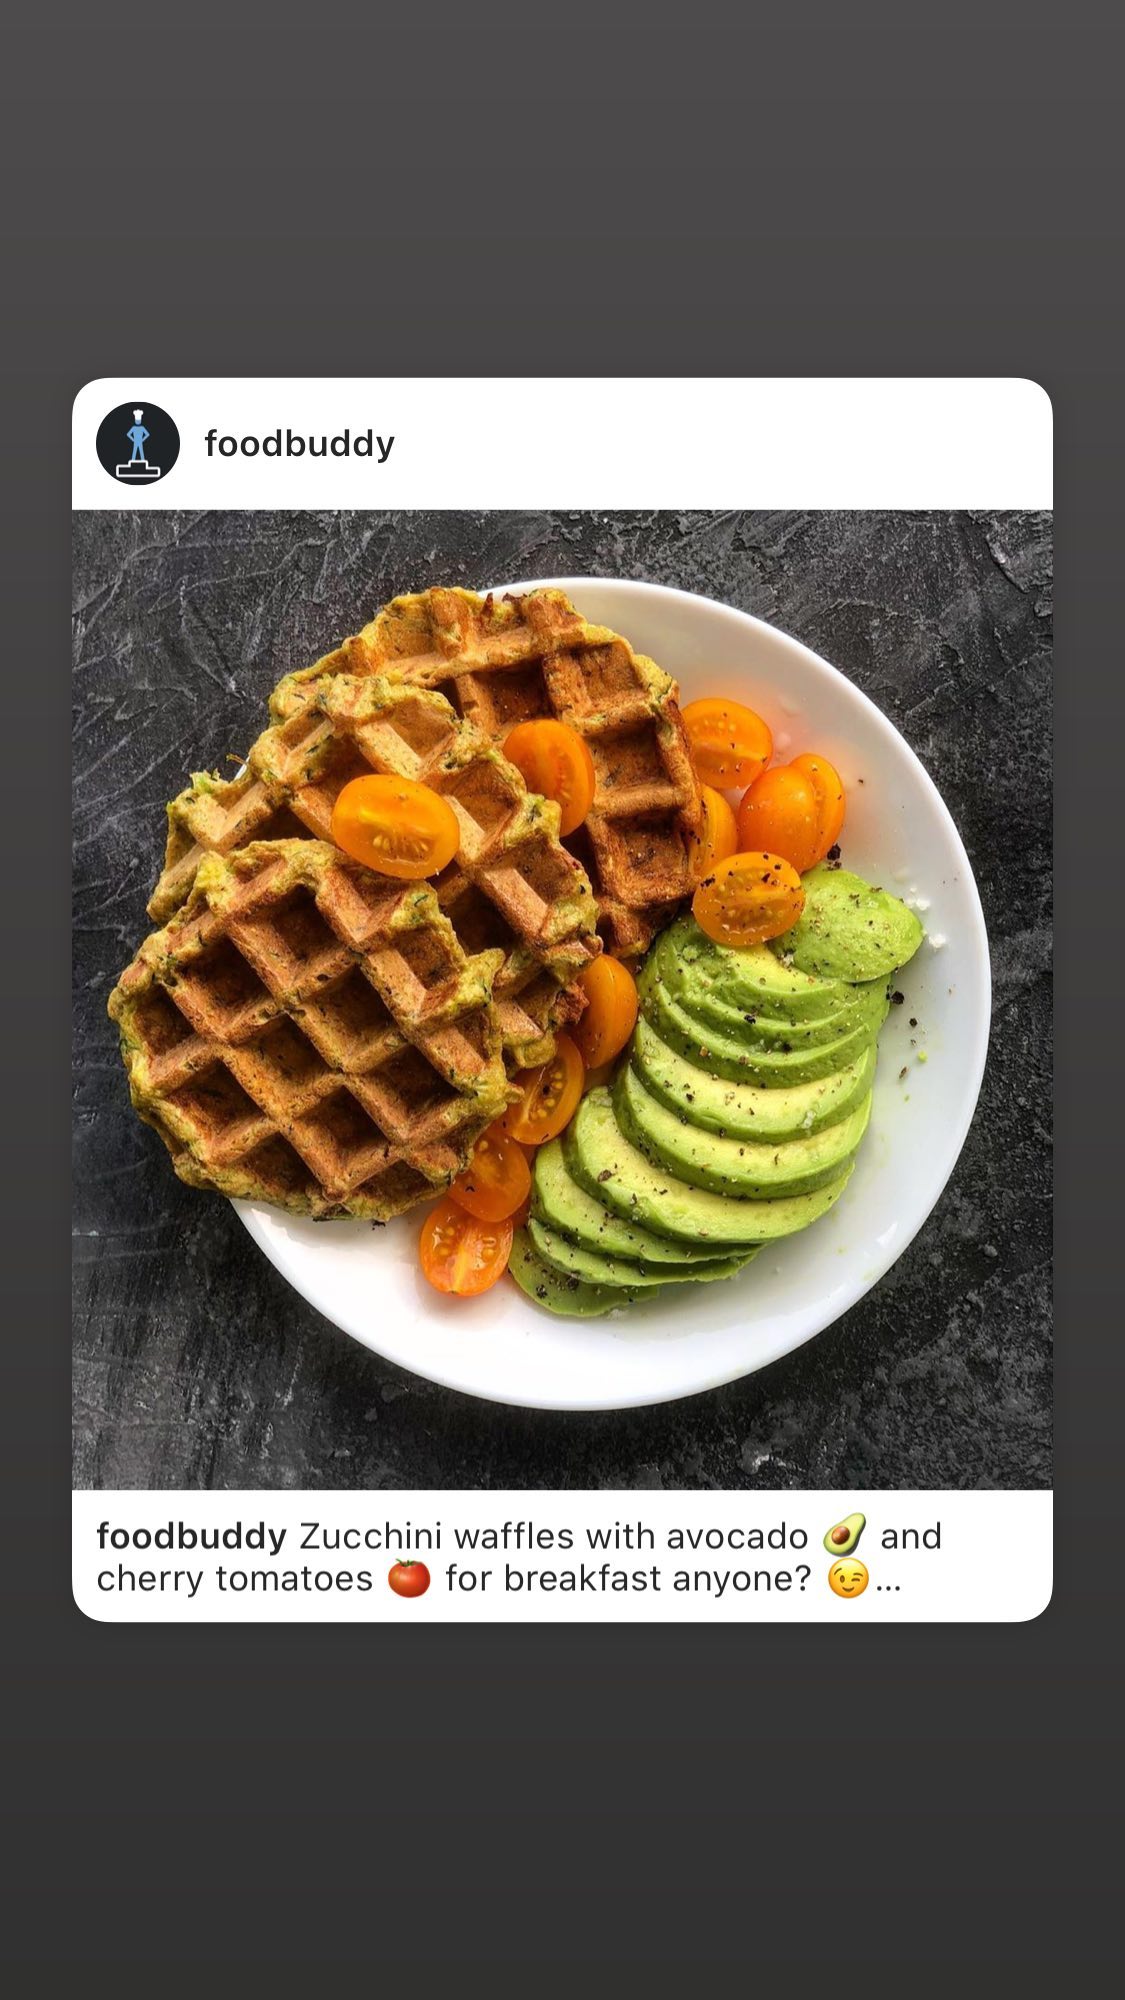 foodbuddy
foodbuddy Zucchini waffles with avocado 🥑 and
cherry tomatoes 🍅 for breakfast anyone? 😉...